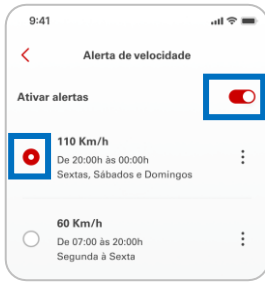 9:41
Alerta de velocidade
Ativar alertas
110 Km/h
De 20:00h às 00:00h
Sextas, Sábados e Domingos
60 Km/h
De 07:00 às 20:00h
Segunda à Sexta